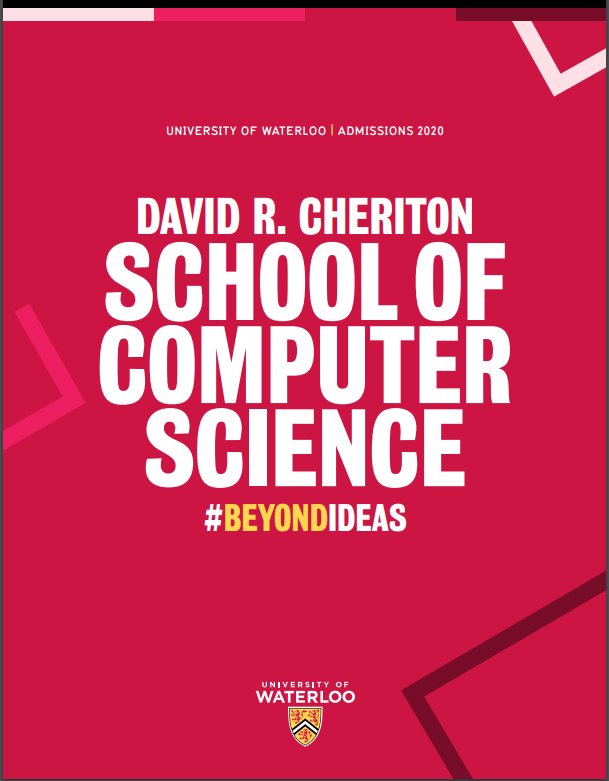 UNIVERSITY OF WATERLOO | ADMISSIONS 2020
DAVID R. CHERITON
SCHOOL OF
COMPUTER
SCIENCE
#BEYONDIDEAS
UNIVERSITY OF
WATERLOO